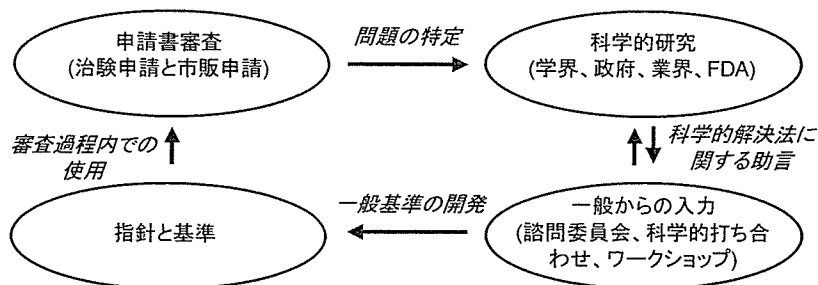 申請書審査
(治験申請と市販申請)
問題の特定
科学的研究
(学界、政府、業界、FDA)
審査過程内での
使用
科学的解決法に
関する助言
指針と基準
一般基準の開発
一般からの入力
(諮問委員会、科学的打ち合
わせ、ワークショップ)